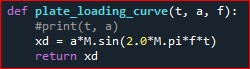 def plate_loading_curve(t, a, f):
    #print(t, a)
    xd = a*M.sin(2.0*M.pi*f*t)
    return xd